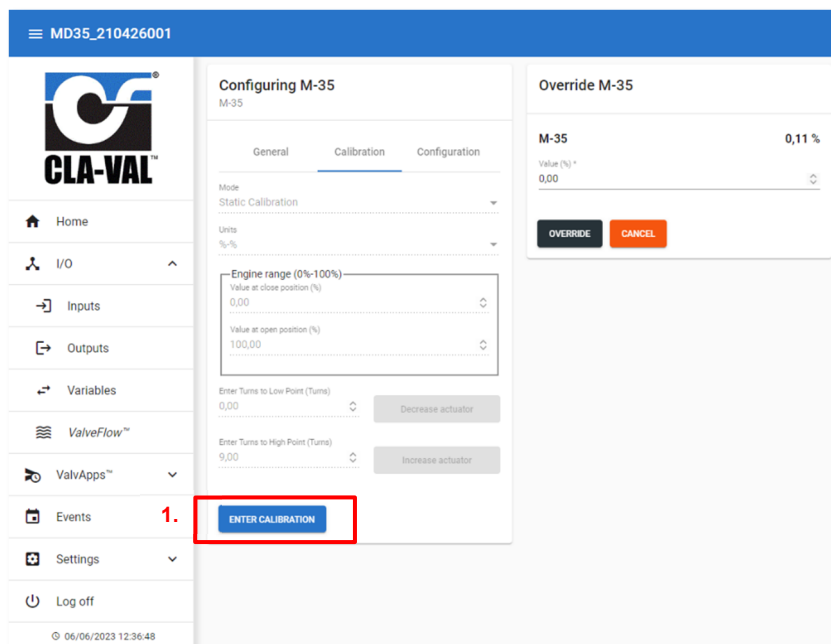 MD35_210426001
®
CLA-VAL™
Home
I/O
Inputs
Outputs
Variables
ValveFlow™
ValvApps™
Events
Settings
Log off
06/06/2023 12:36:48
Configuring M-35
M-35
General Calibration Configuration
Mode
Static Calibration
Units
%-%
Engine range (0%-100%)
Value at close position (%)
0,00
Value at open position (%)
100,00
Enter Turns to Low Point (Turns)
0,00
Decrease actuator
Enter Turns to High Point (Turns)
9,00
Increase actuator
1.
ENTER CALIBRATION
Override M-35
M-35 0,11 %
Value (%) *
0,00
OVERRIDE CANCEL